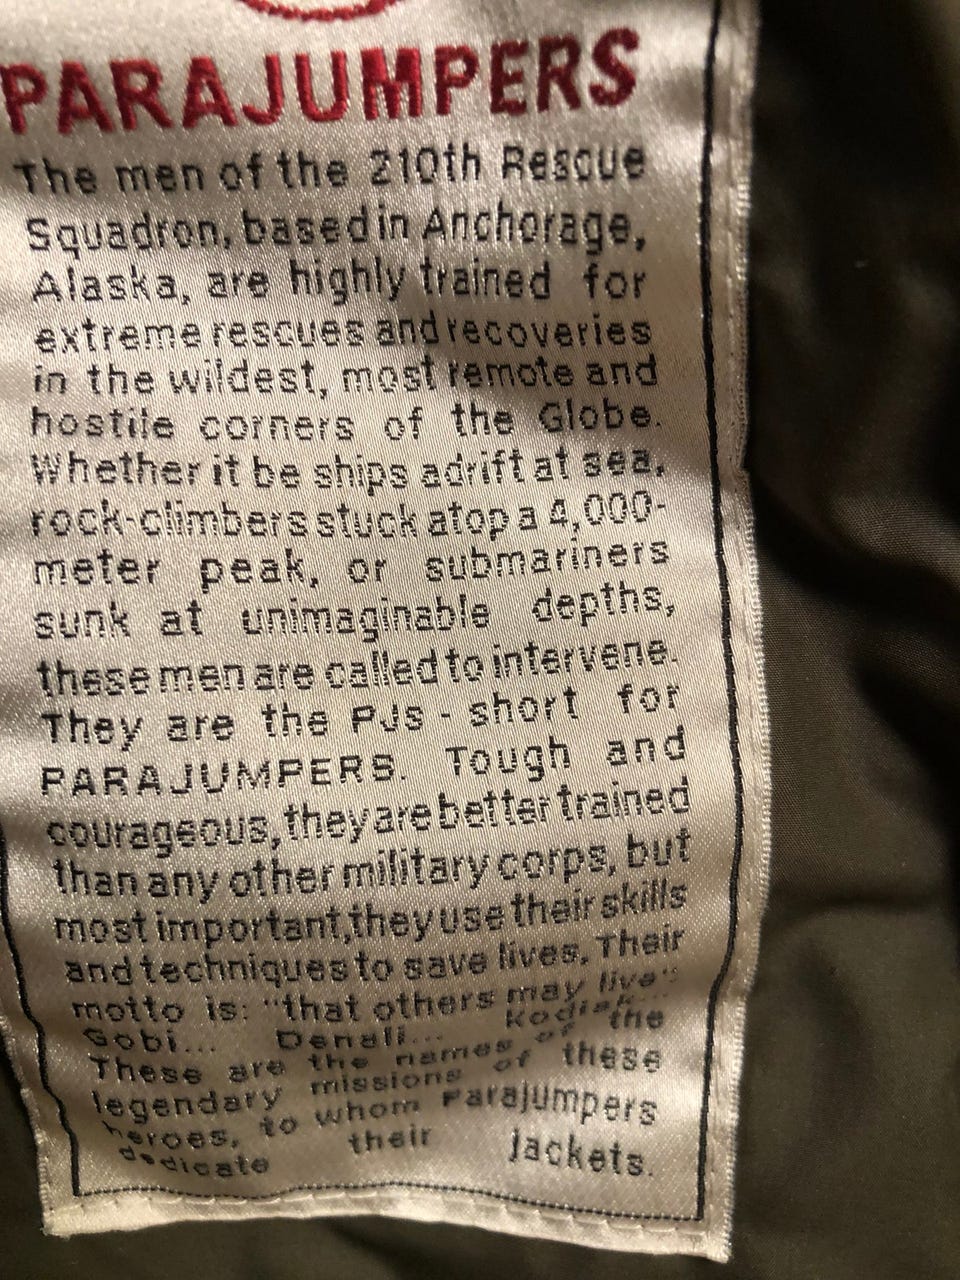 PARAJUMPERS
The men of the 210th Rescue
Squadron, based in Anchorage,
Alaska, are highly trained for
extreme rescues and recoveries
in the wildest, most remote and
hostile corners of the Globe.
Whether it be ships adrift at sea,
rock-climbers stuck atop a 4,000-
meter peak, or submariners
sunk at unimaginable depths,
these men are called to intervene.
They are the PJs - short for
PARAJUMPERS. Tough and
courageous, they are better trained
than any other military corps, but
most important, they use their skills
and techniques to save lives. Their
motto is: "that others may live"
Gobi... Denali... Kodiak...
These are the names of the
legendary missions of these
heroes, to whom Parajumpers
dedicate their jackets.